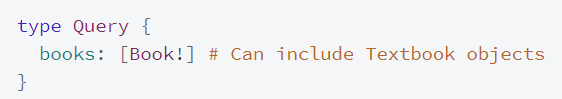 type Query {
  books: [Book!] # Can include Textbook objects
}